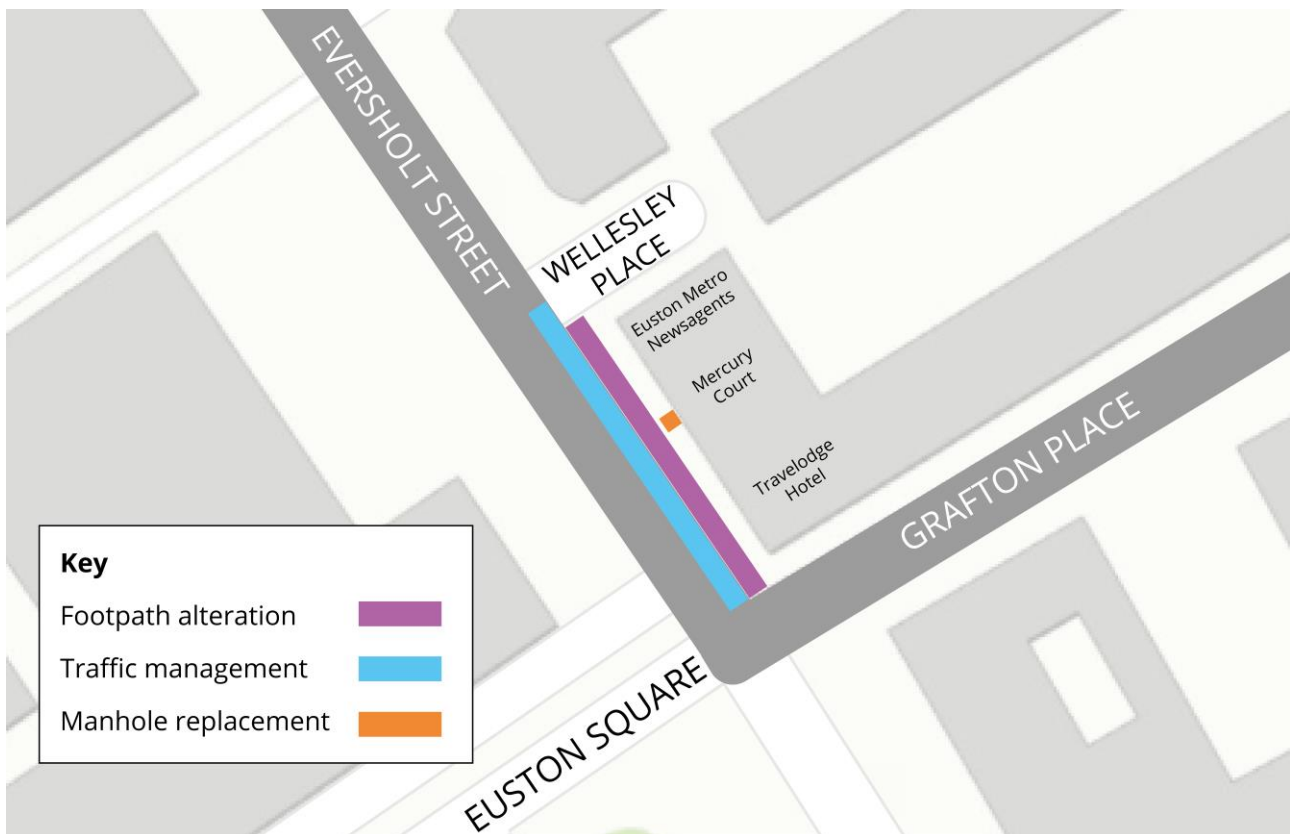 EVERSHOLT STREET
WELLESLEY
PLACE
Euston Metro
Newsagents
Mercury
Court
Travelodge
Hotel
GRAFTON PLACE
EUSTON SQUARE
Key
Footpath alteration
Traffic management
Manhole replacement